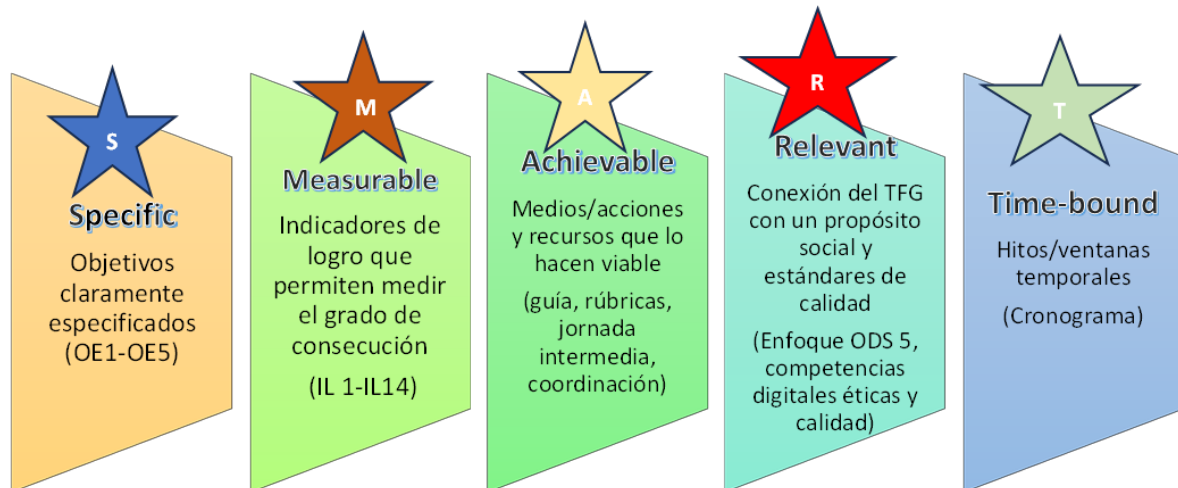 S
Specific
Objetivos
claramente
especificados
(OE1-OE5)
M
Measurable
Indicadores de
logro que
permiten medir
el grado de
consecución
(IL 1-IL14)
A
Achievable
Medios/acciones
y recursos que lo
hacen viable
(guía, rúbricas,
jornada
intermedia,
coordinación)
R
Relevant
Conexión del TFG
con un propósito
social y
estándares de
calidad
(Enfoque ODS 5,
competencias
digitales éticas y
calidad)
T
Time-bound
Hitos/ventanas
temporales
(Cronograma)